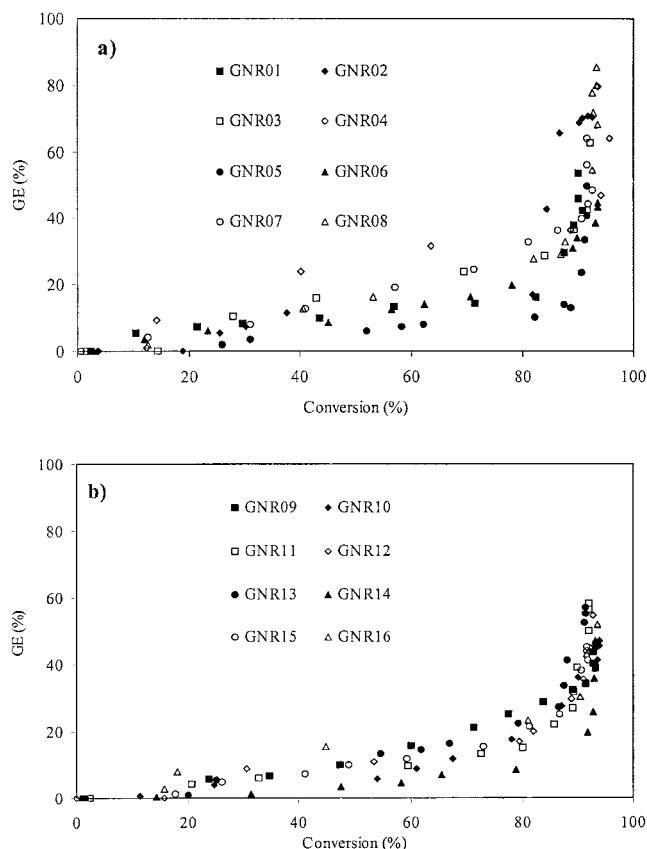 100
a)
GNR01 GNR02
80
GNR03 GNR04
60
GNR05 GNR06
GE (%)
40
GNR07 GNR08
20
0
0 20 40 60 80 100
Conversion (%)
100
b)
GNR09 GNR10
80
GNR11 GNR12
60
GNR13 GNR14
GE (%)
40
GNR15 GNR16
20
0
0 20 40 60 80 100
Conversion (%)